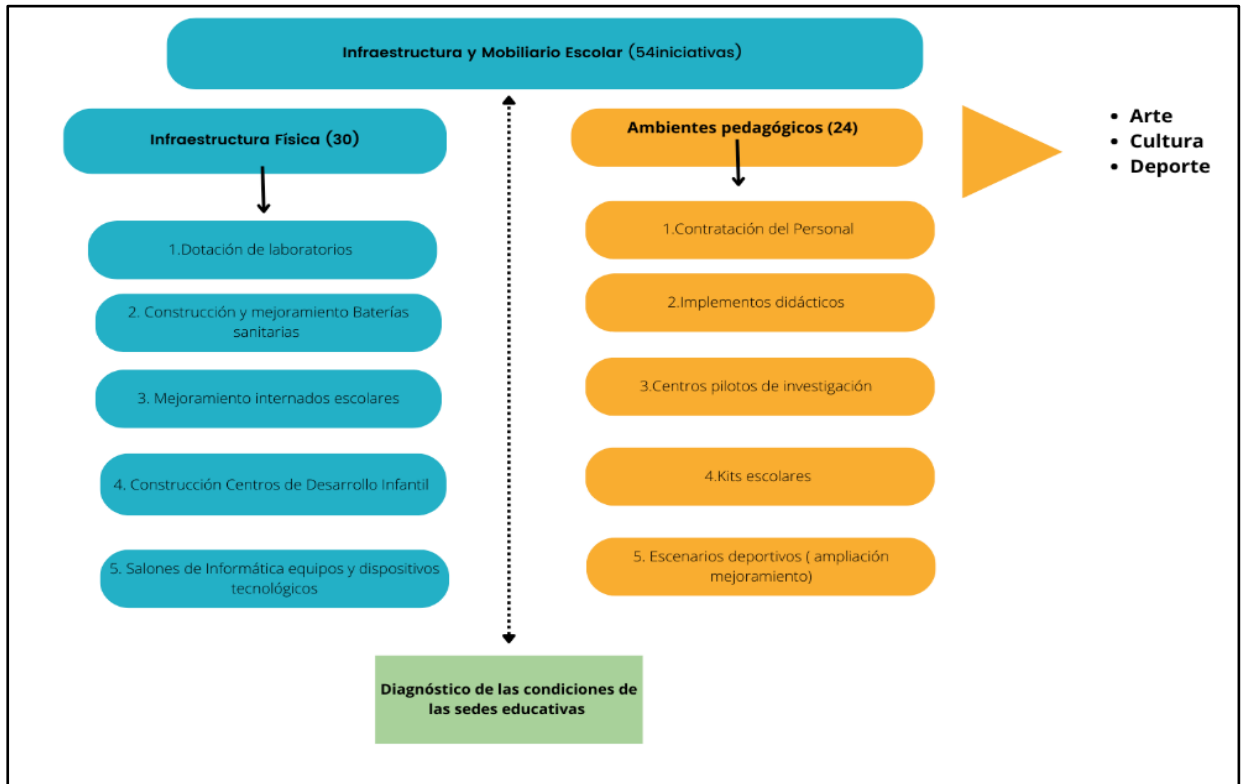 Infraestructura y Mobiliario Escolar (54iniciativas)
Infraestructura Física (30)
1.Dotación de laboratorios
2. Construcción y mejoramiento Baterías
sanitarias
3. Mejoramiento internados escolares
4. Construcción Centros de Desarrollo Infantil
5. Salones de Informática equipos y dispositivos
tecnológicos
Ambientes pedagógicos (24)
1.Contratación del Personal
2.Implementos didácticos
3.Centros pilotos de investigación
4.Kits escolares
5. Escenarios deportivos ( ampliación
mejoramiento)
• Arte
• Cultura
• Deporte
Diagnóstico de las condiciones de
las sedes educativas